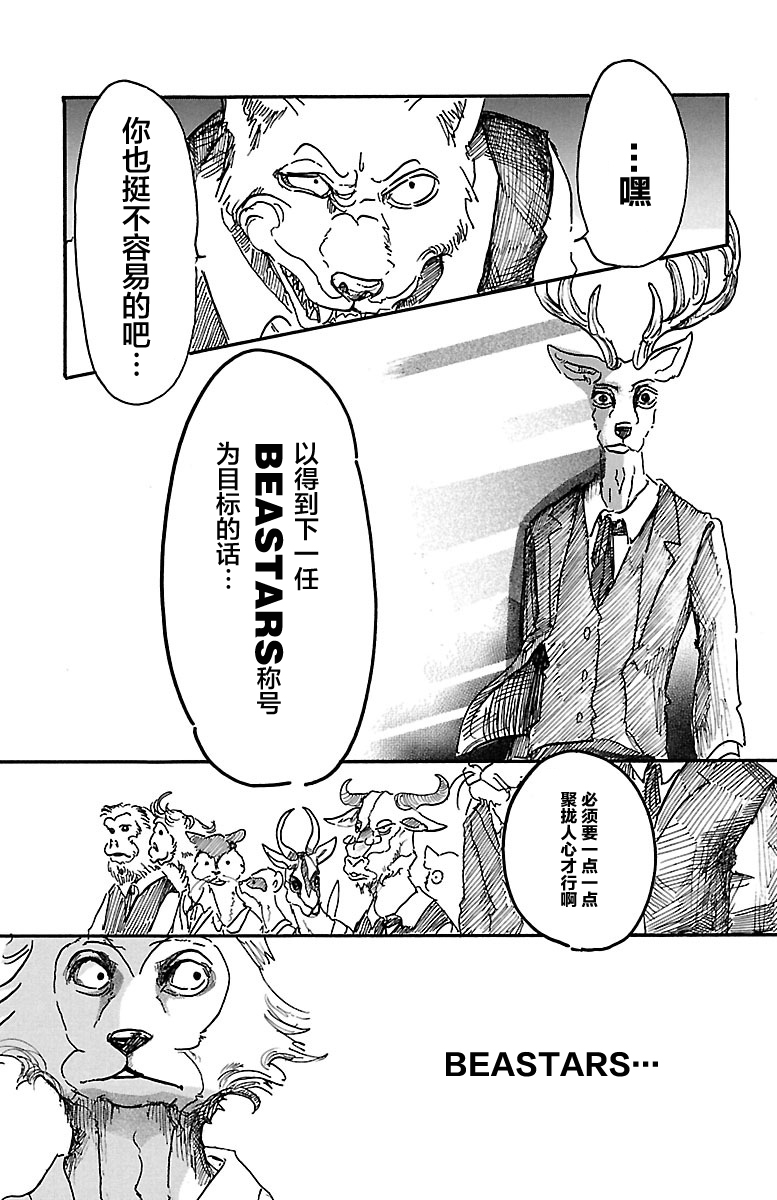 …嘿
你也挺不容易的吧…
以得到下一任
BEASTARS称号
为目标的话…
必须要一点一点
聚拢人心才行啊
BEASTARS…